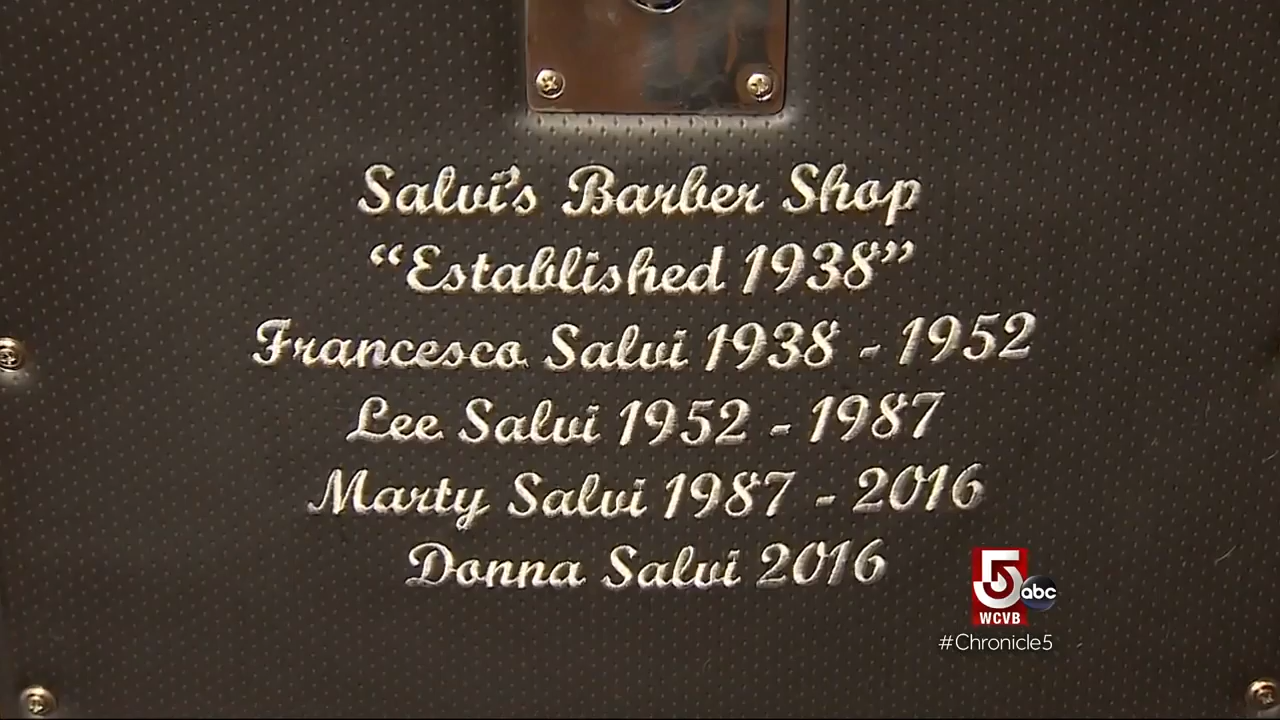 Salvi's Barber Shop
“Established 1938”
Francesco Salvi 1938 - 1952
Lee Salvi 1952 - 1987
Marty Salvi 1987 - 2016
Donna Salvi 2016
5 abc
WCVB
#Chronicle5